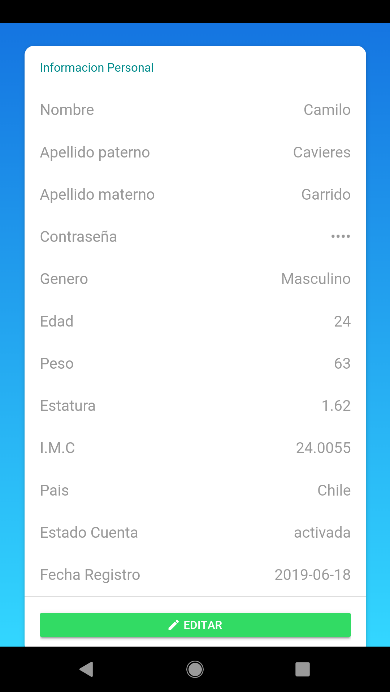 Informacion Personal
Nombre Camilo
Apellido paterno Cavieres
Apellido materno Garrido
Contraseña ••••
Genero Masculino
Edad 24
Peso 63
Estatura 1.62
I.M.C 24.0055
Pais Chile
Estado Cuenta activada
Fecha Registro 2019-06-18
EDITAR